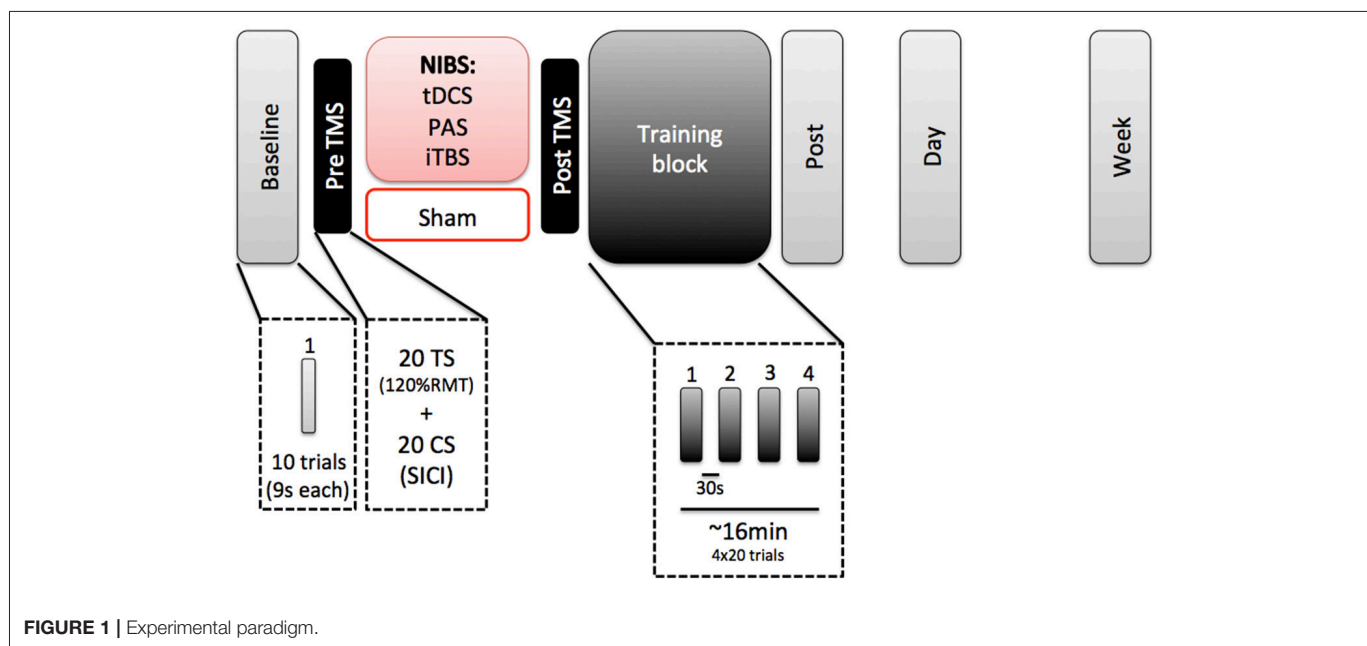 Baseline
Pre TMS
NIBS:
tDCS
PAS
iTBS
Sham
Post TMS
Training
block
Post
Day
Week
1
10 trials
(9s each)
20 TS
(120%RMT)
+
20 CS
(SICI)
1 2 3 4
30s
~16min
4x20 trials
FIGURE 1 | Experimental paradigm.